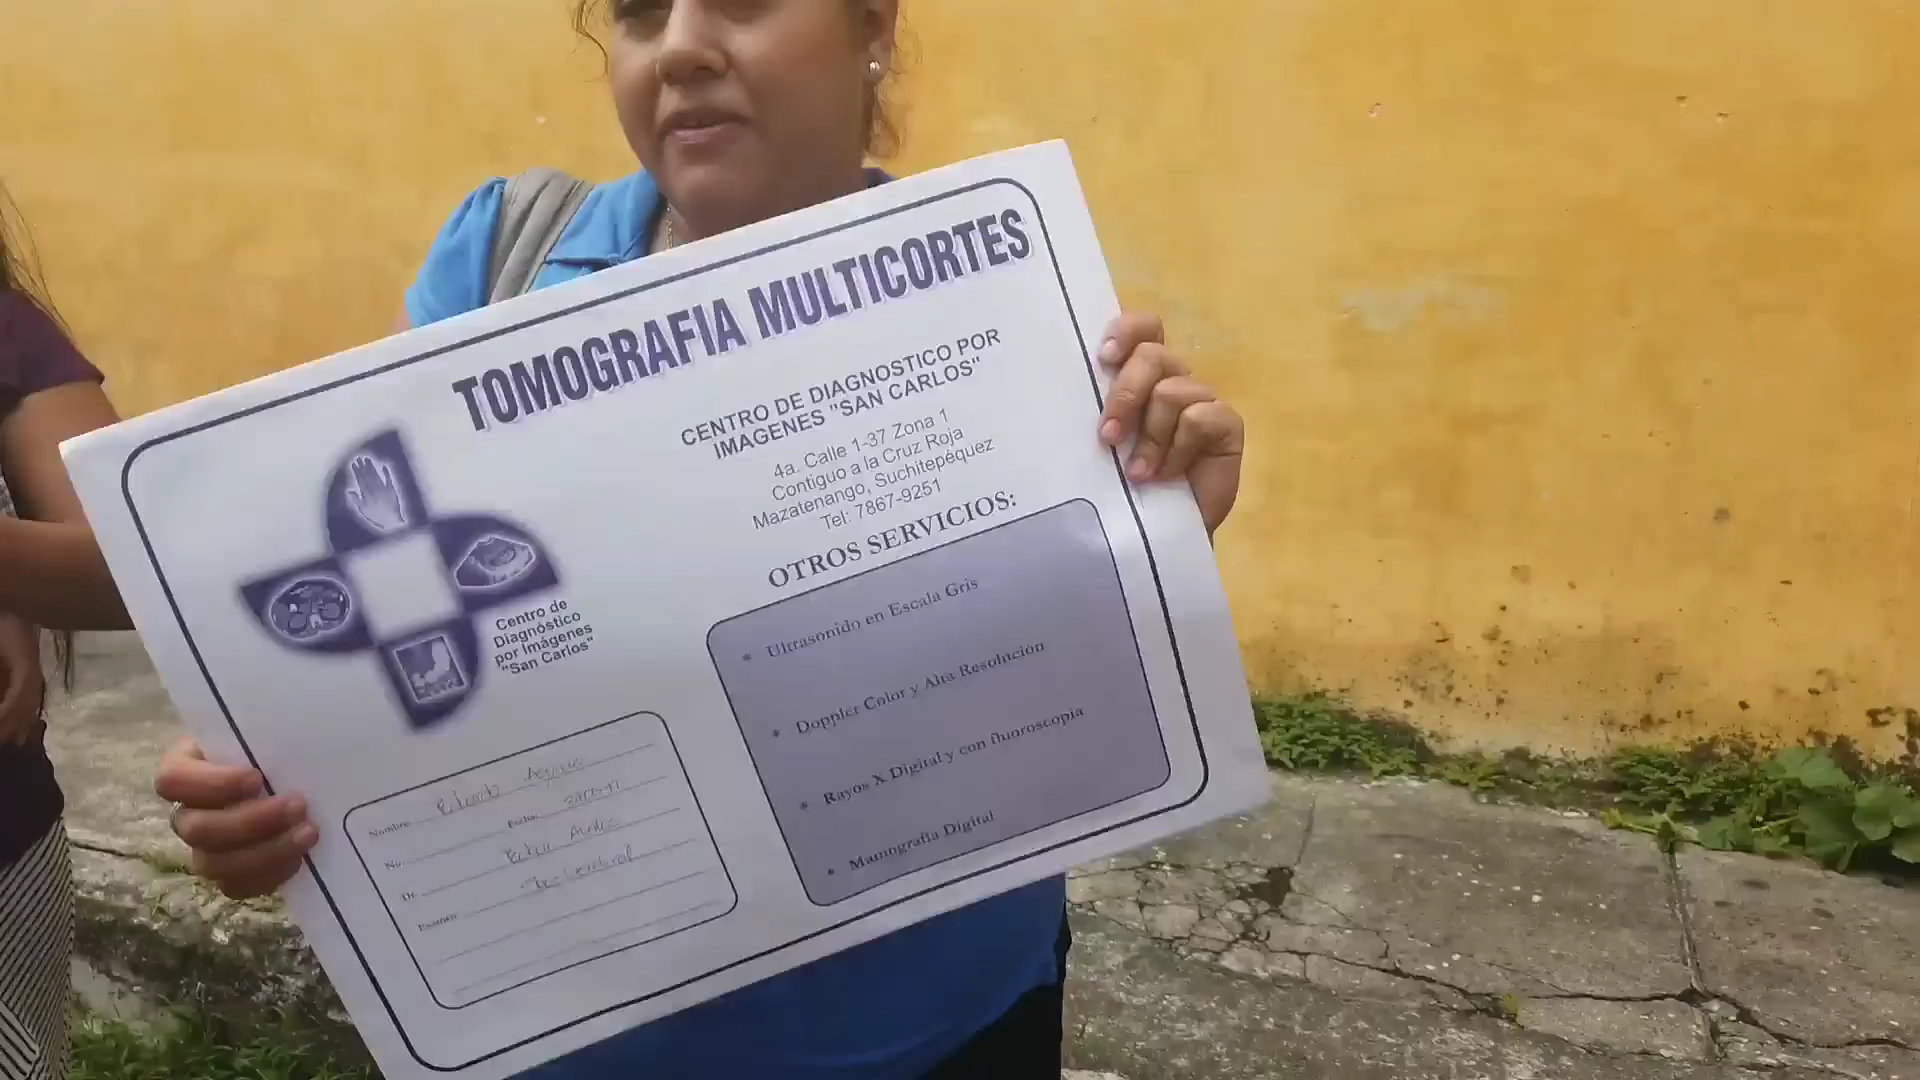 TOMOGRAFIA MULTICORTES
CENTRO DE DIAGNOSTICO POR
IMAGENES "SAN CARLOS"
4a. Calle 1-37 Zona 1
Contiguo a la Cruz Roja
Mazatenango, Suchitepéquez
Tel: 7867-9251
OTROS SERVICIOS:
* Ultrasonido en Escala Gris
* Doppler Color y Alta Resolución
* Rayos X Digital y con fluoroscopía
* Mamografía Digital
Centro de
Diagnóstico
por Imágenes
"San Carlos"
Nombre
No. Fecha:
Dr.
Examen: Cerebral